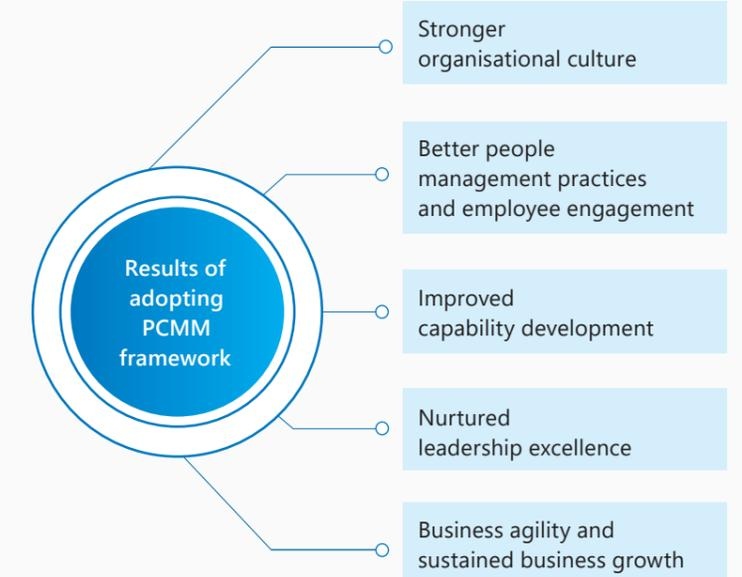 Results of
adopting
PCMM
framework
Stronger
organisational culture
Better people
management practices
and employee engagement
Improved
capability development
Nurtured
leadership excellence
Business agility and
sustained business growth